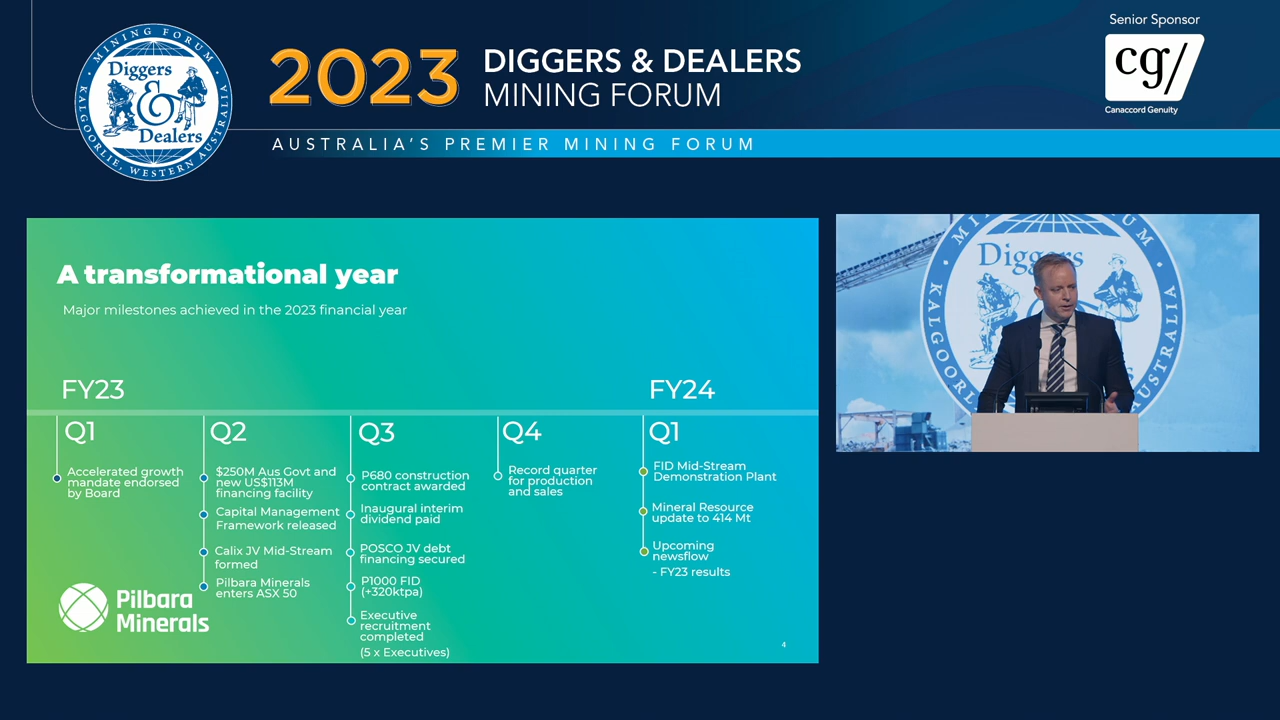 MINING FORUM
Diggers
&
Dealers
KALGOORLIE, WESTERN AUSTRALIA
2023
DIGGERS & DEALERS
MINING FORUM
AUSTRALIA'S PREMIER MINING FORUM
Senior Sponsor
cg/
Canaccord Genuity
A transformational year
Major milestones achieved in the 2023 financial year
FY23
FY24
Q1
Accelerated growth
mandate endorsed
by Board
Q2
$250M Aus Govt and
new US$113M
financing facility
Capital Management
Framework released
Calix JV Mid-Stream
formed
Pilbara Minerals
enters ASX 50
Q3
P680 construction
contract awarded
Inaugural interim
dividend paid
POSCO JV debt
financing secured
P1000 FID
(+320ktpa)
Executive
recruitment
completed
(5 x Executives)
Q4
Record quarter
for production
and sales
Q1
FID Mid-Stream
Demonstration Plant
Mineral Resource
update to 414 Mt
Upcoming
newsflow
- FY23 results
Pilbara
Minerals
4
Diggers